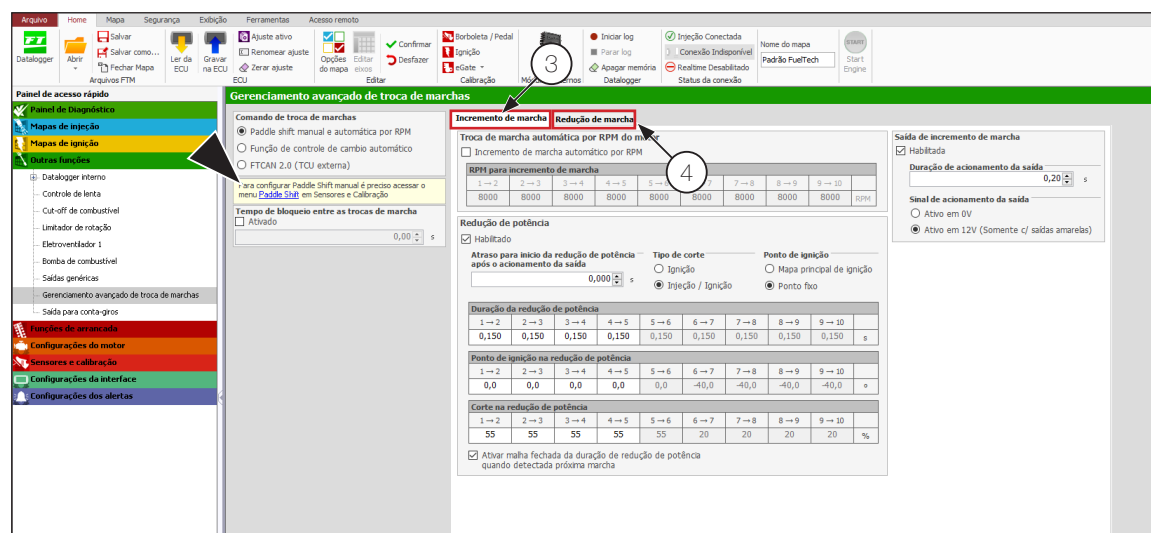 Arquivo Home Mapa Segurança Exibição Ferramentas Acesso remoto
FT
Datalogger
Abrir
Salvar
Salvar como...
Fechar Mapa
Arquivos FTM
Ler da ECU
Gravar na ECU
Ajuste ativo
Renomear ajuste
Zerar ajuste
ECU
Opções do mapa
Editar eixos
Confirmar
Desfazer
Editar
Borboleta / Pedal
Ignição
eGate
Calibração
Iniciar log
Parar log
Apagar memória
Datalogger
Injeção Conectada
Conexão Indisponível
Realtime Desabilitado
Status da conexão
Nome do mapa
Padrão FuelTech
START
Start Engine
3
4
Painel de acesso rápido
Painel de Diagnóstico
Mapas de injeção
Mapas de ignição
Outras funções
Datalogger interno
Controle de lenta
Cut-off de combustível
Limitador de rotação
Eletroventilador 1
Bomba de combustível
Saídas genéricas
Gerenciamento avançado de troca de marchas
Saída para conta-giros
Funções de arrancada
Configurações do motor
Sensores e calibração
Configurações da interface
Configurações dos alertas
Gerenciamento avançado de troca de marchas
Comando de troca de marchas
Paddle shift manual e automática por RPM
Função de controle de cambio automático
FTCAN 2.0 (TCU externa)
Para configurar Paddle Shift manual é preciso acessar o
menu Paddle Shift em Sensores e Calibração
Tempo de bloqueio entre as trocas de marcha
Ativado
0,00 s
Incremento de marcha Redução de marcha
Troca de marcha automática por RPM do motor
Incremento de marcha automático por RPM
RPM para incremento de marcha
1→2 2→3 3→4 4→5 5→6 6→7 7→8 8→9 9→10
8000 8000 8000 8000 8000 8000 8000 8000 8000 RPM
Redução de potência
Habilitado
Atraso para inicio da redução de potência
após o acionamento da saída
0,000 s
Tipo de corte
Ignição
Injeção / Ignição
Ponto de ignição
Mapa principal de ignição
Ponto fixo
Duração da redução de potência
1→2 2→3 3→4 4→5 5→6 6→7 7→8 8→9 9→10
0,150 0,150 0,150 0,150 0,150 0,150 0,150 0,150 0,150 s
Ponto de ignição na redução de potência
1→2 2→3 3→4 4→5 5→6 6→7 7→8 8→9 9→10
0,0 0,0 0,0 0,0 0,0 -40,0 -40,0 -40,0 -40,0 °
Corte na redução de potência
1→2 2→3 3→4 4→5 5→6 6→7 7→8 8→9 9→10
55 55 55 55 55 20 20 20 20 %
Ativar malha fechada da duração de redução de potência
quando detectada próxima marcha
Saída de incremento de marcha
Habilitada
Duração de acionamento da saída
0,20 s
Sinal de acionamento da saída
Ativo em 0V
Ativo em 12V (Somente c/ saídas amarelas)